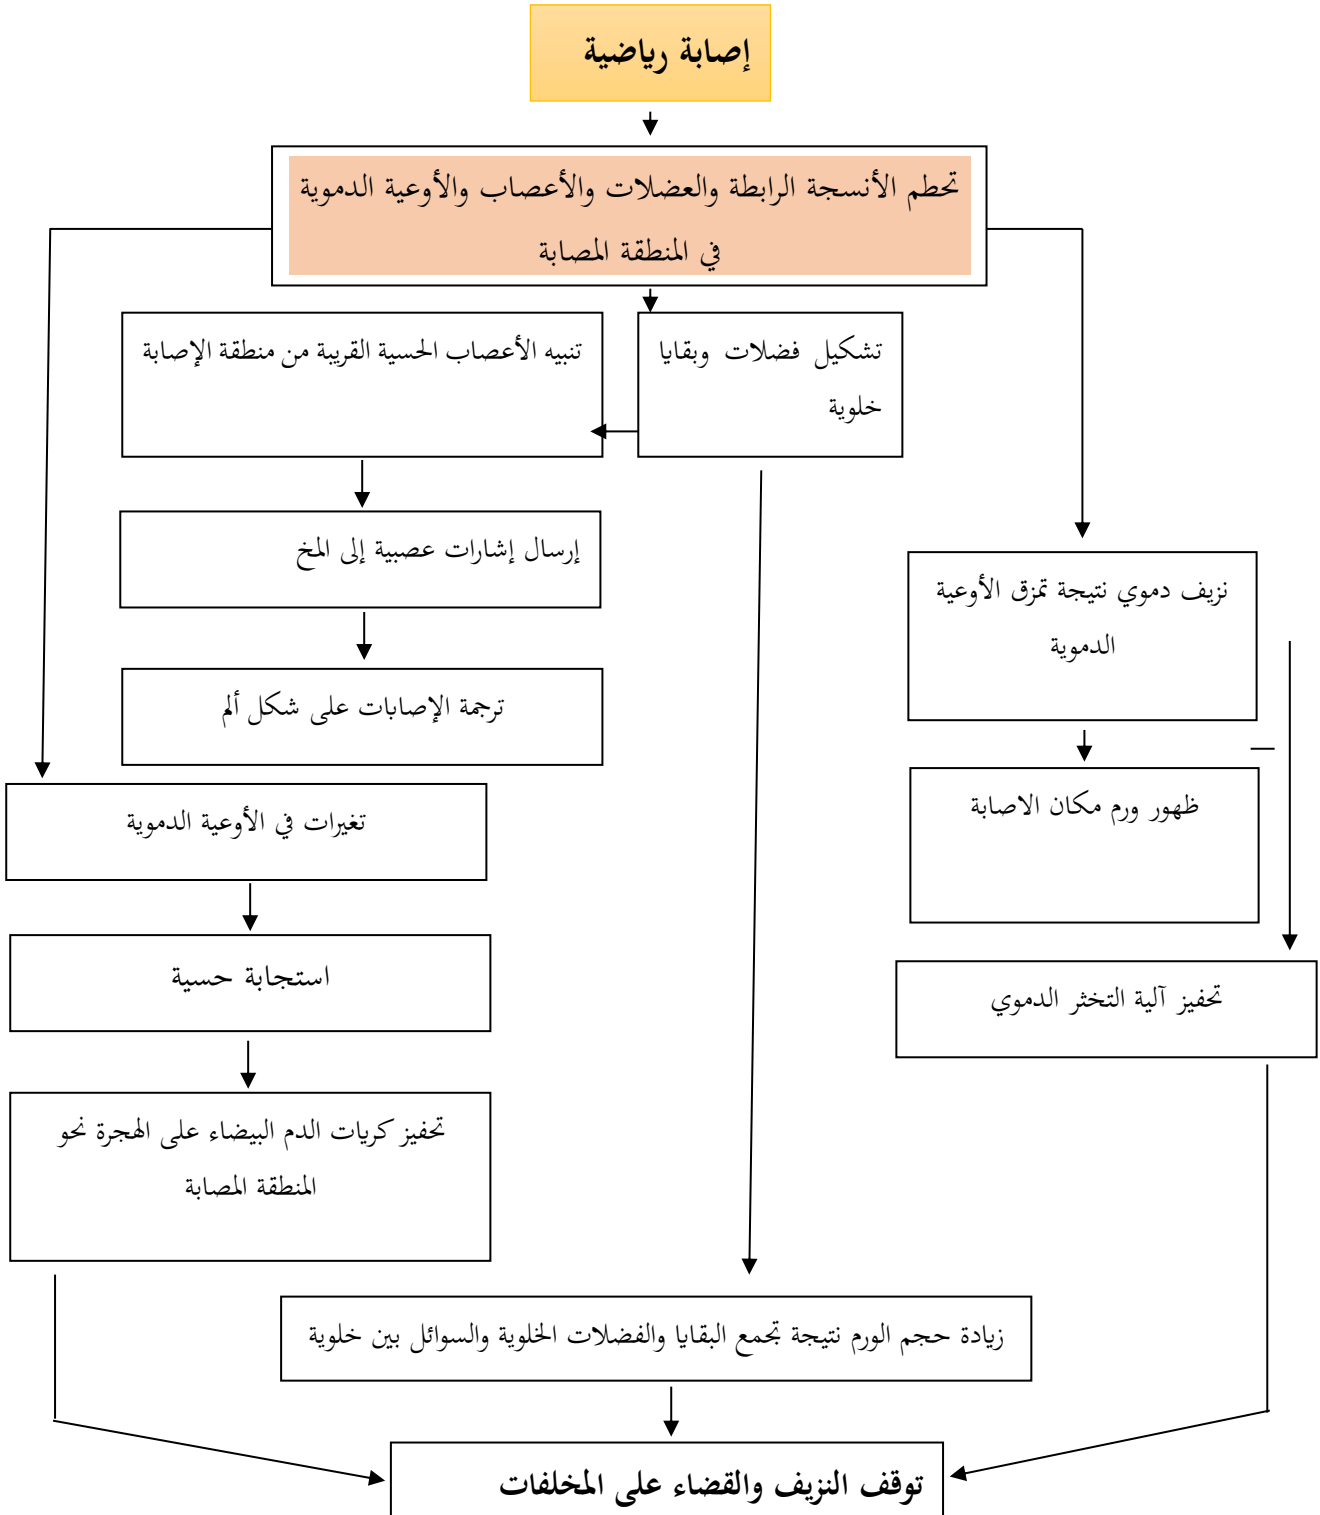 إصابة رياضية
تحطم الأنسجة الرابطة والعضلات والأعصاب والأوعية الدموية
في المنطقة المصابة
تشكيل فضلات وبقايا
خلوية
تنبيه الأعصاب الحسية القريبة من منطقة الإصابة
إرسال إشارات عصبية إلى المخ
نزيف دموي نتيجة تمزق الأوعية
الدموية
ترجمة الإصابات على شكل ألم
ظهور ورم مكان الاصابة
تغيرات في الأوعية الدموية
استجابة حسية
تحفيز آلية التخثر الدموي
تحفيز كريات الدم البيضاء على الهجرة نحو
المنطقة المصابة
زيادة حجم الورم نتيجة تجمع البقايا والفضلات الخلوية والسوائل بين خلوية
توقف النزيف والقضاء على المخلفات